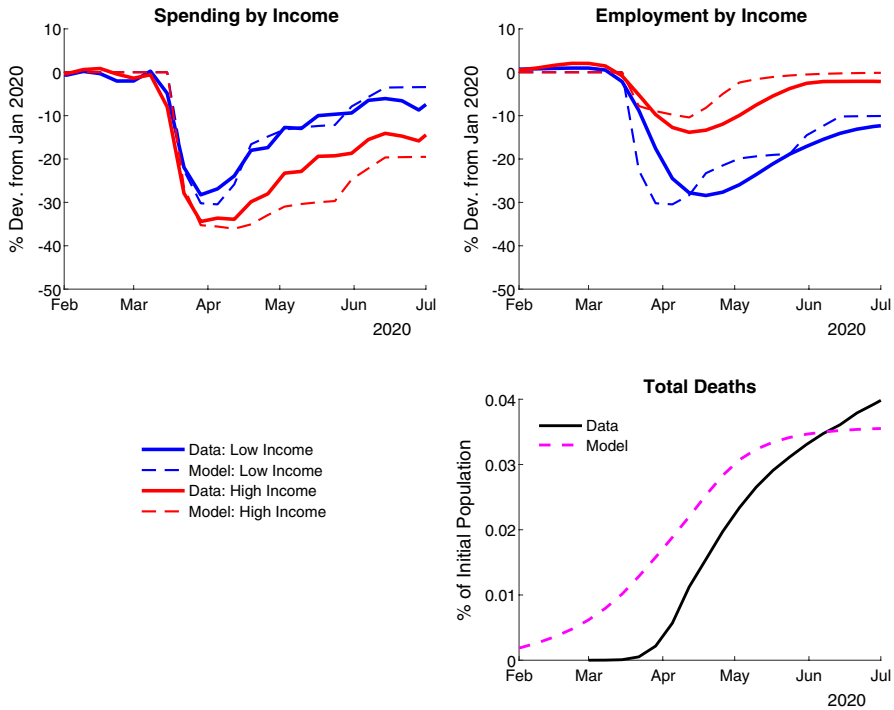 Spending by Income
% Dev. from Jan 2020
10
0
-10
-20
-30
-40
-50
Feb Mar Apr May Jun Jul
2020
Employment by Income
% Dev. from Jan 2020
10
0
-10
-20
-30
-40
-50
Feb Mar Apr May Jun Jul
2020
Data: Low Income
Model: Low Income
Data: High Income
Model: High Income
Total Deaths
% of Initial Population
0.04
0.03
0.02
0.01
0
Data
Model
Feb Mar Apr May Jun Jul
2020